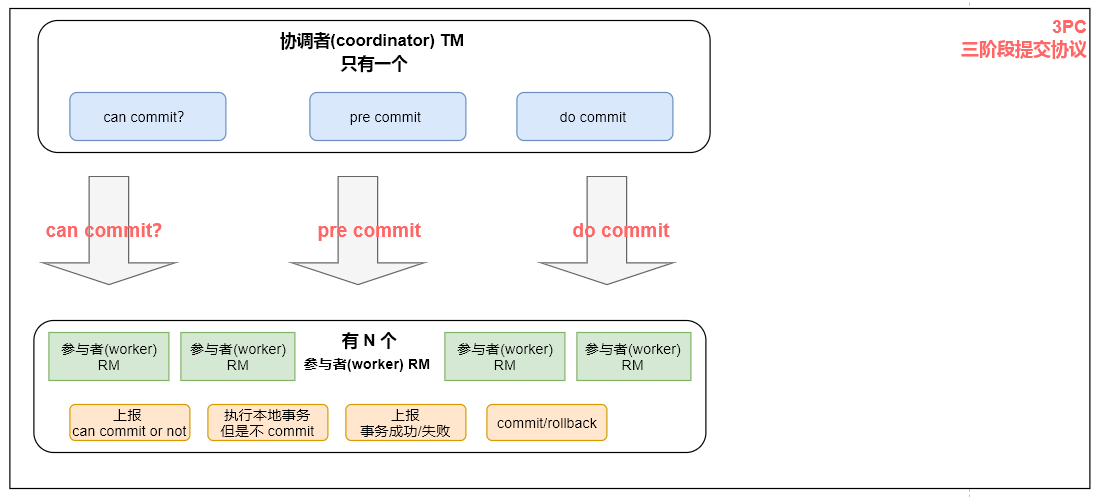 3PC
三阶段提交协议
协调者(coordinator) TM
只有一个
can commit?
pre commit
do commit
can commit?
pre commit
do commit
有 N 个
参与者(worker) RM
参与者(worker)
RM
参与者(worker)
RM
参与者(worker)
RM
参与者(worker)
RM
上报
can commit or not
执行本地事务
但是不 commit
上报
事务成功/失败
commit/rollback